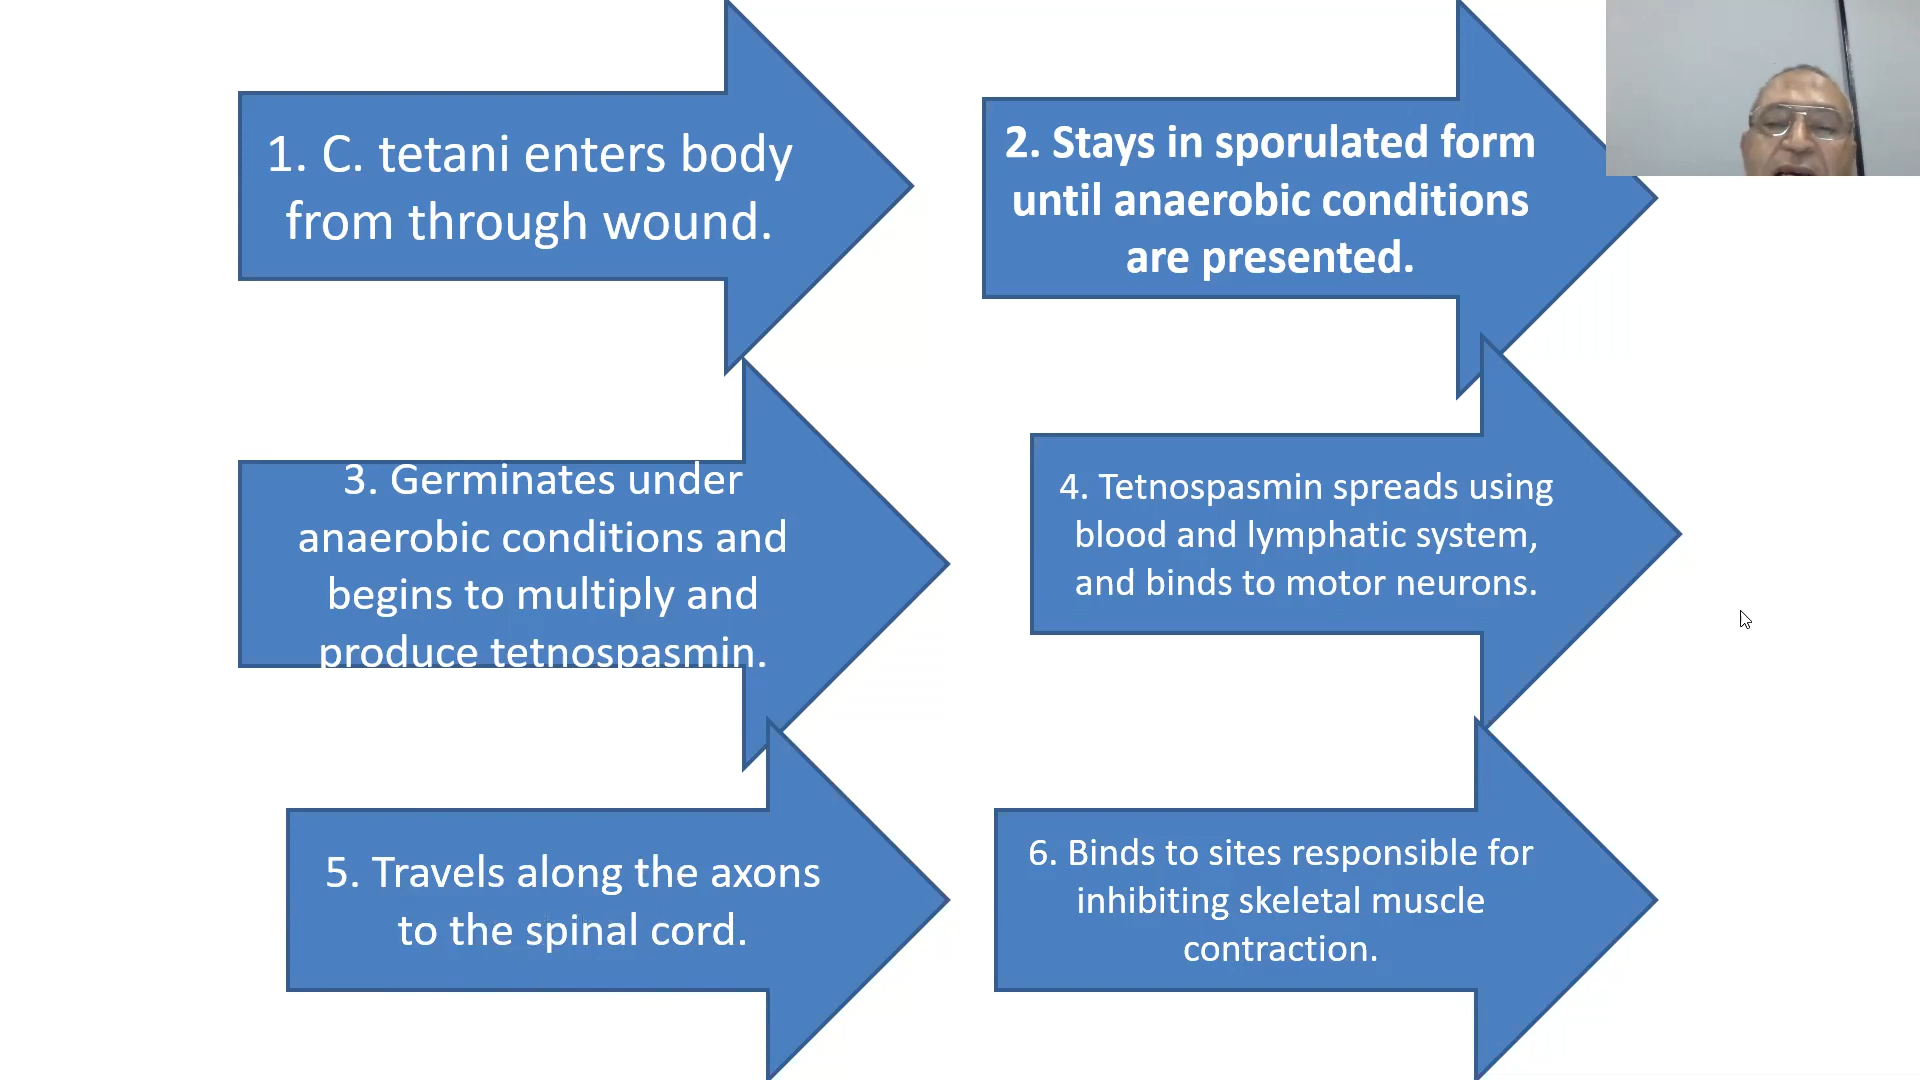 1. C. tetani enters body
from through wound.
2. Stays in sporulated form
until anaerobic conditions
are presented.
3. Germinates under
anaerobic conditions and
begins to multiply and
produce tetnospasmin.
4. Tetnospasmin spreads using
blood and lymphatic system,
and binds to motor neurons.
5. Travels along the axons
to the spinal cord.
6. Binds to sites responsible for
inhibiting skeletal muscle
contraction.